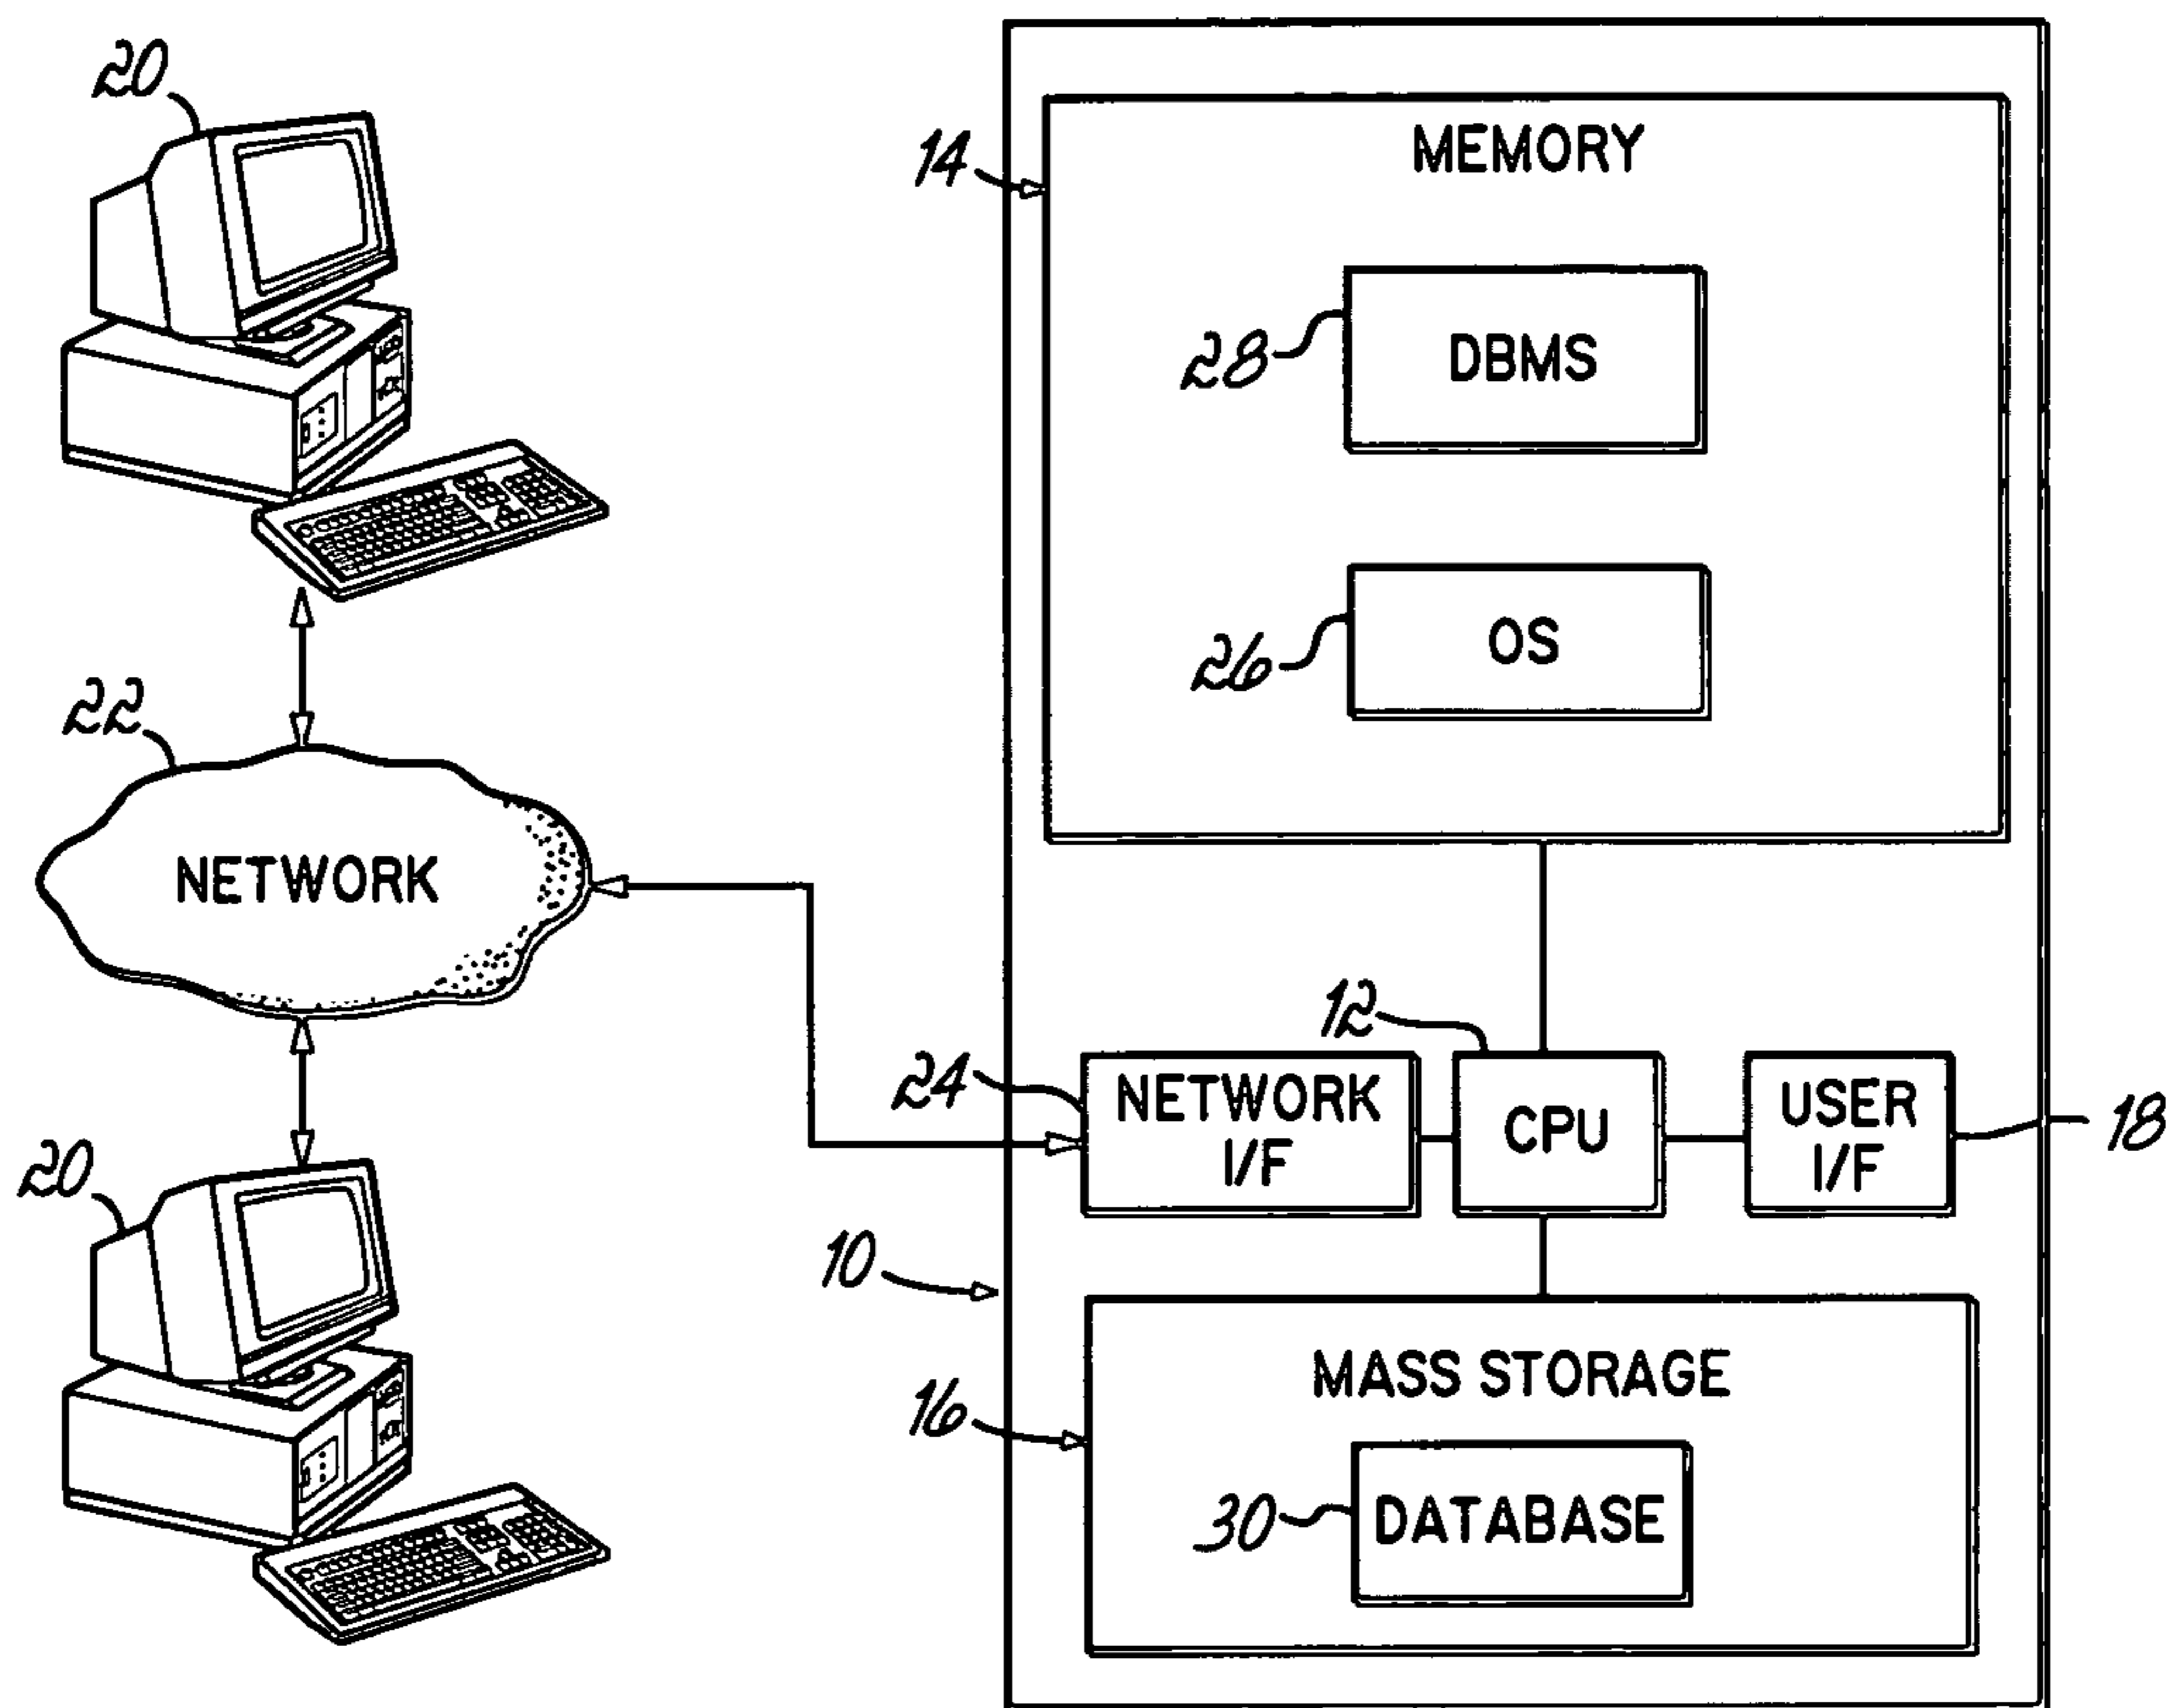 20
14
MEMORY
28
DBMS
26
OS
22
NETWORK
12
24
NETWORK
I/F
CPU
USER
I/F
18
20
10
MASS STORAGE
16
30
DATABASE